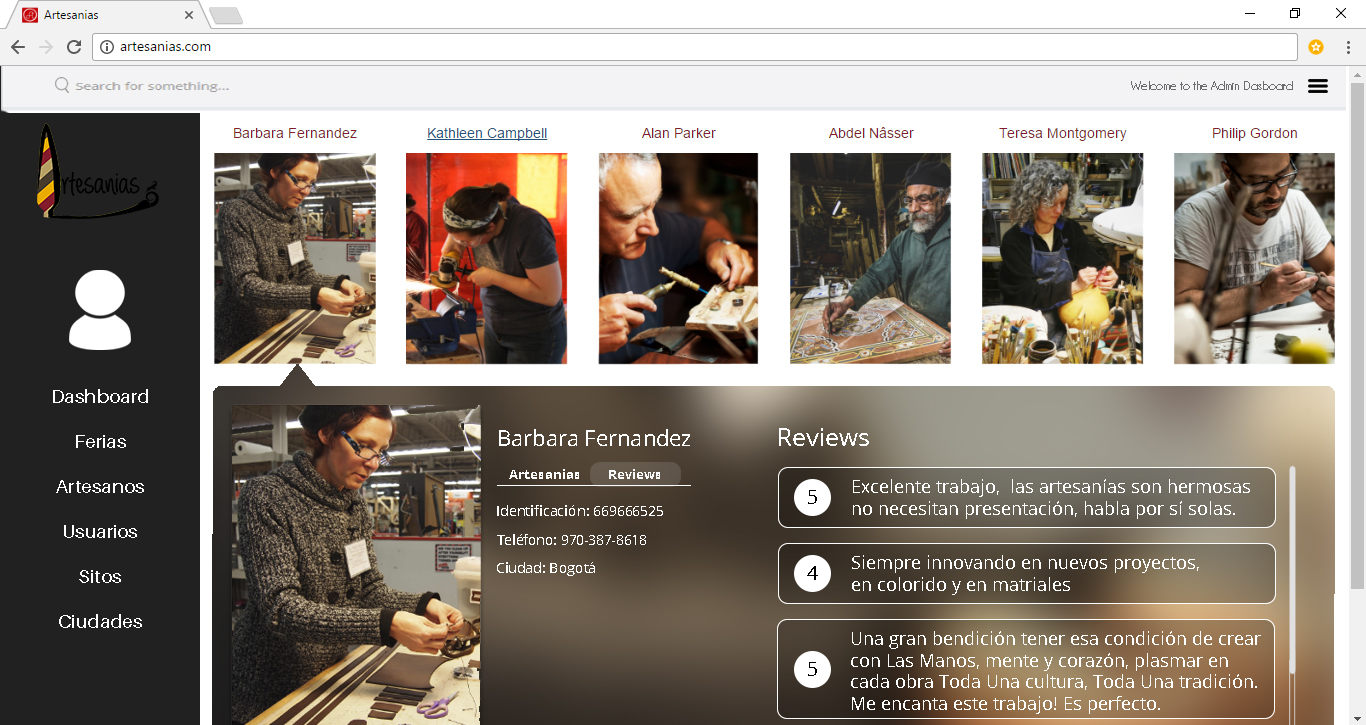 Artesanias
artesanias.com
Search for something...
Welcome to the Admin Dasboard
Artesanias
Barbara Fernandez
Kathleen Campbell
Alan Parker
Abdel Nâsser
Teresa Montgomery
Philip Gordon
Dashboard
Ferias
Artesanos
Usuarios
Sitos
Ciudades
Barbara Fernandez
Artesanias
Reviews
Identificación: 669666525
Teléfono: 970-387-8618
Ciudad: Bogotá
Reviews
5
Excelente trabajo, las artesanías son hermosas
no necesitan presentación, habla por sí solas.
4
Siempre innovando en nuevos proyectos,
en colorido y en matriales
5
Una gran bendición tener esa condición de crear
con Las Manos, mente y corazón, plasmar en
cada obra Toda Una cultura, Toda Una tradición.
Me encanta este trabajo! Es perfecto.